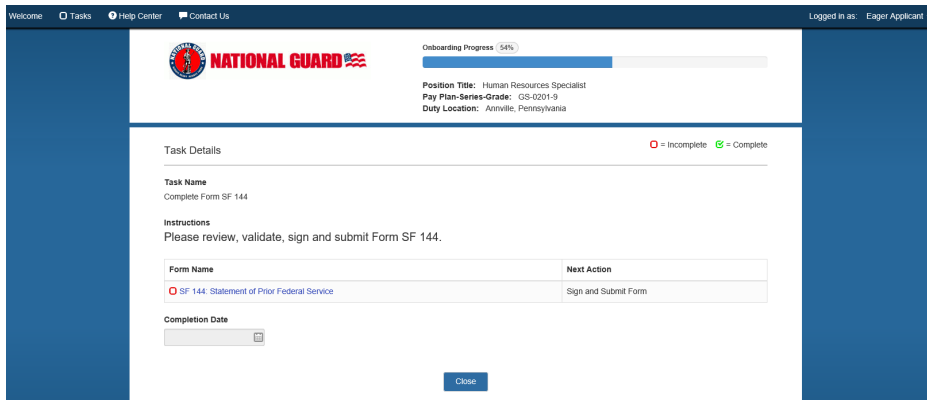 Welcome Tasks Help Center Contact Us Logged in as: Eager Applicant
NATIONAL GUARD
Onboarding Progress 54%
Position Title: Human Resources Specialist
Pay Plan-Series-Grade: GS-0201-9
Duty Location: Annville, Pennsylvania
Task Details
= Incomplete = Complete
Task Name
Complete Form SF 144
Instructions
Please review, validate, sign and submit Form SF 144.
Form Name Next Action
SF 144: Statement of Prior Federal Service Sign and Submit Form
Completion Date
Close